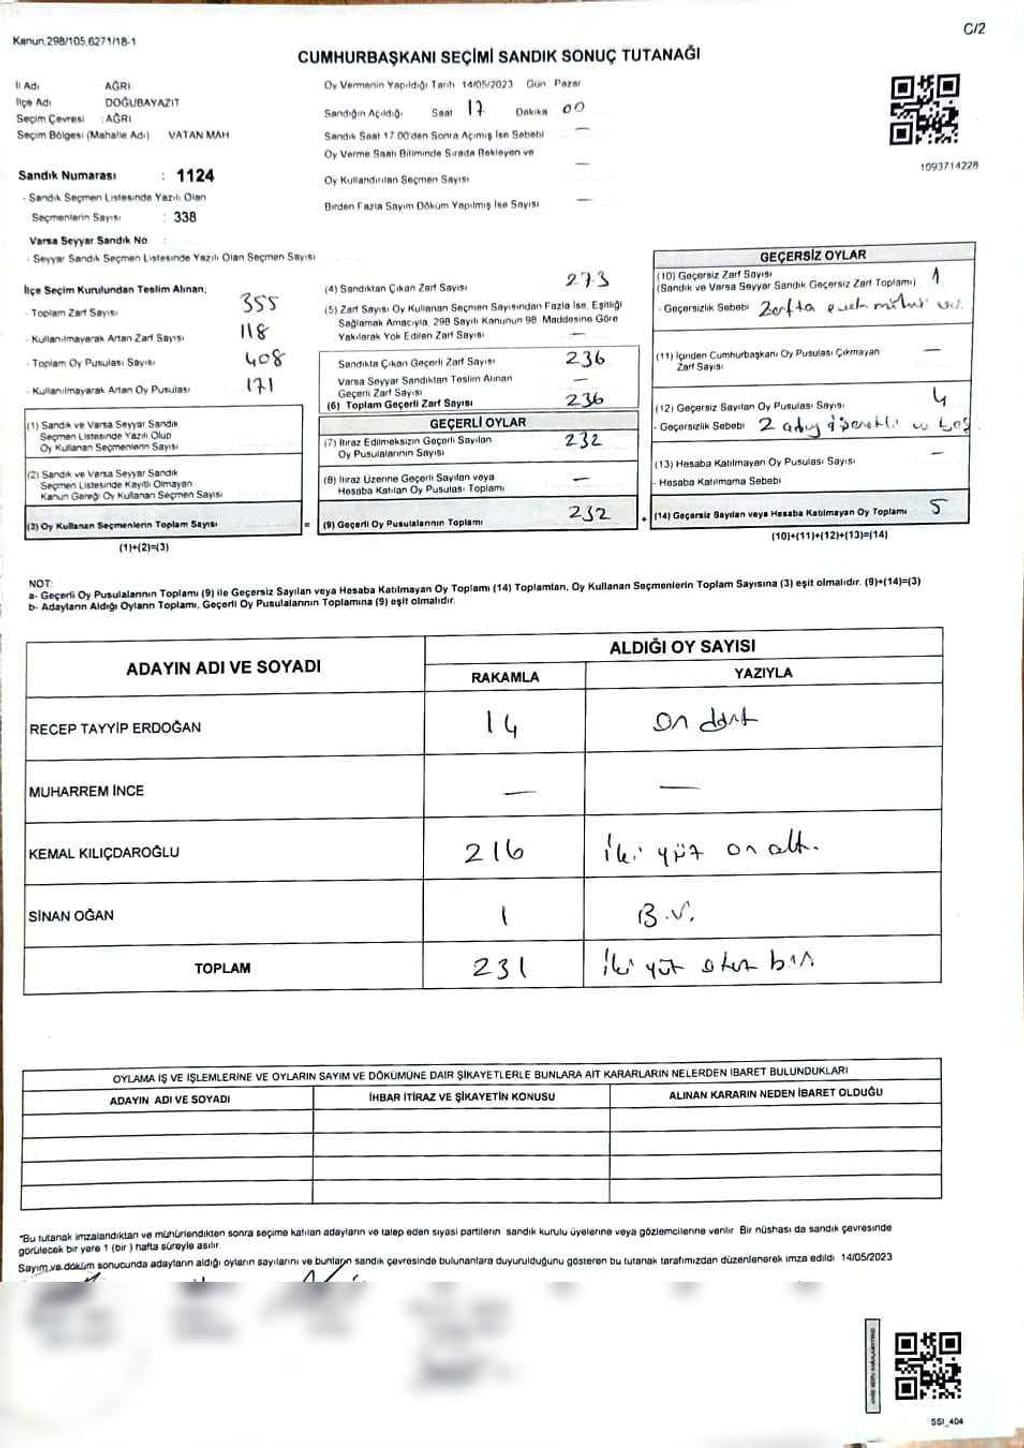 C/2
Kanun.298/105.6271/18-1
CUMHURBAŞKANI SEÇİMİ SANDIK SONUÇ TUTANAĞI
İl Adı AĞRI
İlçe Adı DOĞUBAYAZIT
Seçim Çevresi : AĞRI
Seçim Bölgesi (Mahalle Adı) VATAN MAH
Sandık Numarası : 1124
- Sandık Seçmen Listesinde Yazılı Olan
Seçmenlerin Sayısı : 338
Varsa Seyyar Sandık No :
- Seyyar Sandık Seçmen Listesinde Yazılı Olan Seçmen Sayısı
Oy Vermenin Yapıldığı Tarih 14/05/2023 Gün Pazar
Sandığın Açıldığı Saat 17 Dakika 00
Sandık Saat 17.00'den Sonra Açımış İse Sebebi —
Oy Verme Saati Bitiminde Sırada Bekleyen ve
Oy Kullandırılan Seçmen Sayısı —
Birden Fazla Sayım Döküm Yapılmış İse Sayısı —
1093714228
İlçe Seçim Kurulundan Teslim Alınan;
- Toplam Zarf Sayısı 355
- Kullanılmayarak Artan Zarf Sayısı 118
- Toplam Oy Pusulası Sayısı 408
- Kullanılmayarak Artan Oy Pusulası 171
(1) Sandık ve Varsa Seyyar Sandık
Seçmen Listesinde Yazılı Olup
Oy Kullanan Seçmenlerin Sayısı
(2) Sandık ve Varsa Seyyar Sandık
Seçmen Listesinde Kayıtlı Olmayan
Kanun Gereği Oy Kullanan Seçmen Sayısı
(3) Oy Kullanan Seçmenlerin Toplam Sayısı =
(1)+(2)=(3)
(4) Sandıktan Çıkan Zarf Sayısı 273
(5) Zarf Sayısı Oy Kullanan Seçmen Sayısından Fazla İse, Eşitliği
Sağlamak Amacıyla, 298 Sayılı Kanunun 98. Maddesine Göre
Yakılarak Yok Edilen Zarf Sayısı —
Sandıkta Çıkan Geçerli Zarf Sayısı 236
Varsa Seyyar Sandıktan Teslim Alınan
Geçerli Zarf Sayısı —
(6) Toplam Geçerli Zarf Sayısı 236
GEÇERLİ OYLAR
(7) İtiraz Edilmeksizin Geçerli Sayılan
Oy Pusulalarının Sayısı 232
(8) İtiraz Üzerine Geçerli Sayılan veya
Hesaba Katılan Oy Pusulası Toplamı —
(9) Geçerli Oy Pusulalarının Toplamı 232 +
GEÇERSİZ OYLAR
(10) Geçersiz Zarf Sayısı
(Sandık ve Varsa Seyyar Sandık Geçersiz Zarf Toplamı) 1
- Geçersizlik Sebebi Zarfta
(11) İçinden Cumhurbaşkanı Oy Pusulası Çıkmayan
Zarf Sayısı —
(12) Geçersiz Sayılan Oy Pusulası Sayısı 4
- Geçersizlik Sebebi 2
(13) Hesaba Katılmayan Oy Pusulası Sayısı —
- Hesaba Katılmama Sebebi
(14) Geçersiz Sayılan veya Hesaba Katılmayan Oy Toplamı 5
(10)+(11)+(12)+(13)=(14)
NOT:
a- Geçerli Oy Pusulalarının Toplamı (9) ile Geçersiz Sayılan veya Hesaba Katılmayan Oy Toplamı (14) Toplamları, Oy Kullanan Seçmenlerin Toplam Sayısına (3) eşit olmalıdır. (9)+(14)=(3)
b- Adayların Aldığı Oyların Toplamı, Geçerli Oy Pusulalarının Toplamına (9) eşit olmalıdır.
ADAYIN ADI VE SOYADI
ALDIĞI OY SAYISI
RAKAMLA YAZIYLA
RECEP TAYYİP ERDOĞAN 14 on dört
MUHARREM İNCE — —
KEMAL KILIÇDAROĞLU 216 iki yüz on altı
SİNAN OĞAN 1 B.V.
TOPLAM 231 iki yüz otuz bir
OYLAMA İŞ VE İŞLEMLERİNE VE OYLARIN SAYIM VE DÖKÜMÜNE DAİR ŞİKAYETLERLE BUNLARA AİT KARARLARIN NELERDEN İBARET BULUNDUKLARI
ADAYIN ADI VE SOYADI İHBAR İTİRAZ VE ŞİKAYETİN KONUSU ALINAN KARARIN NEDEN İBARET OLDUĞU
"Bu tutanak imzalandıktan ve mühürlendikten sonra seçime katılan adayların ve talep eden siyasi partilerin sandık kurulu üyelerine veya gözlemcilerine verilir Bir nüshası da sandık çevresinde
görülecek bir yere 1 (bir) hafta süreyle asılır.
Sayım ve döküm sonucunda adayların aldığı oyların sayılarını ve bunların sandık çevresinde bulunanlara duyurulduğunu gösteren bu tutanak tarafımızdan düzenlenerek imza edildi 14/05/2023
SSI_404